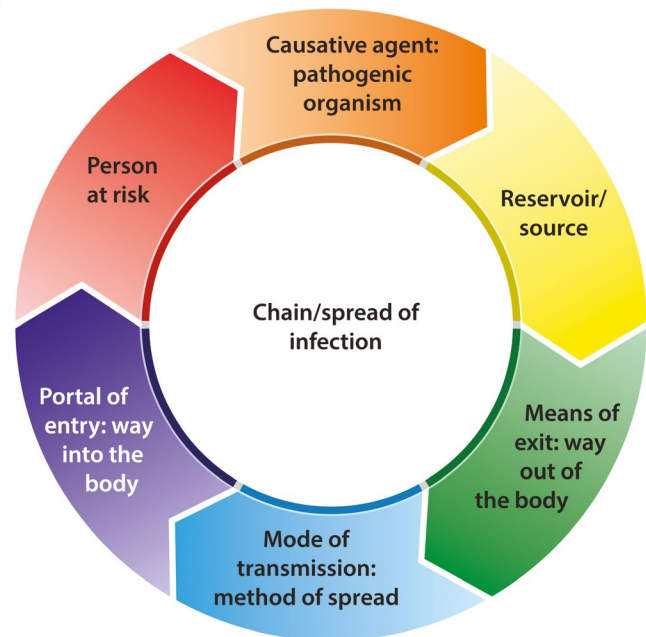 Causative agent:
pathogenic
organism
Reservoir/
source
Means of
exit: way
out of
the body
Mode of
transmission:
method of spread
Portal of
entry: way
into the
body
Person
at risk
Chain/spread of
infection